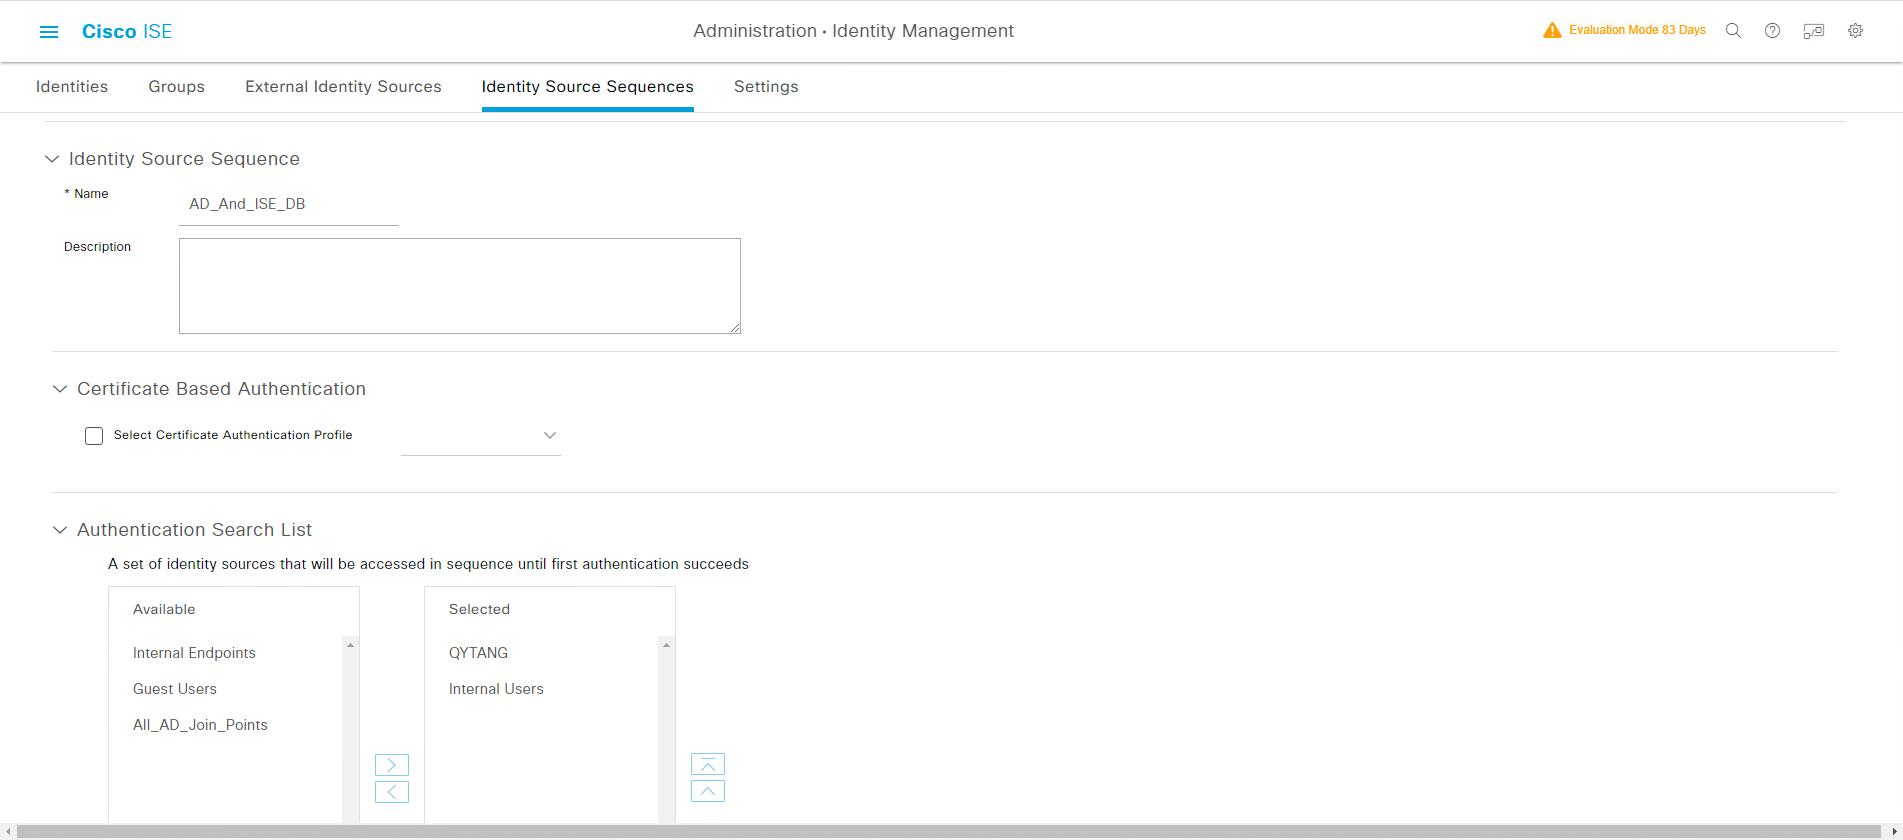 Cisco ISE
Administration · Identity Management
Evaluation Mode 83 Days
Identities
Groups
External Identity Sources
Identity Source Sequences
Settings
Identity Source Sequence
* Name
AD_And_ISE_DB
Description
Certificate Based Authentication
Select Certificate Authentication Profile
Authentication Search List
A set of identity sources that will be accessed in sequence until first authentication succeeds
Available
Internal Endpoints
Guest Users
All_AD_Join_Points
Selected
QYTANG
Internal Users